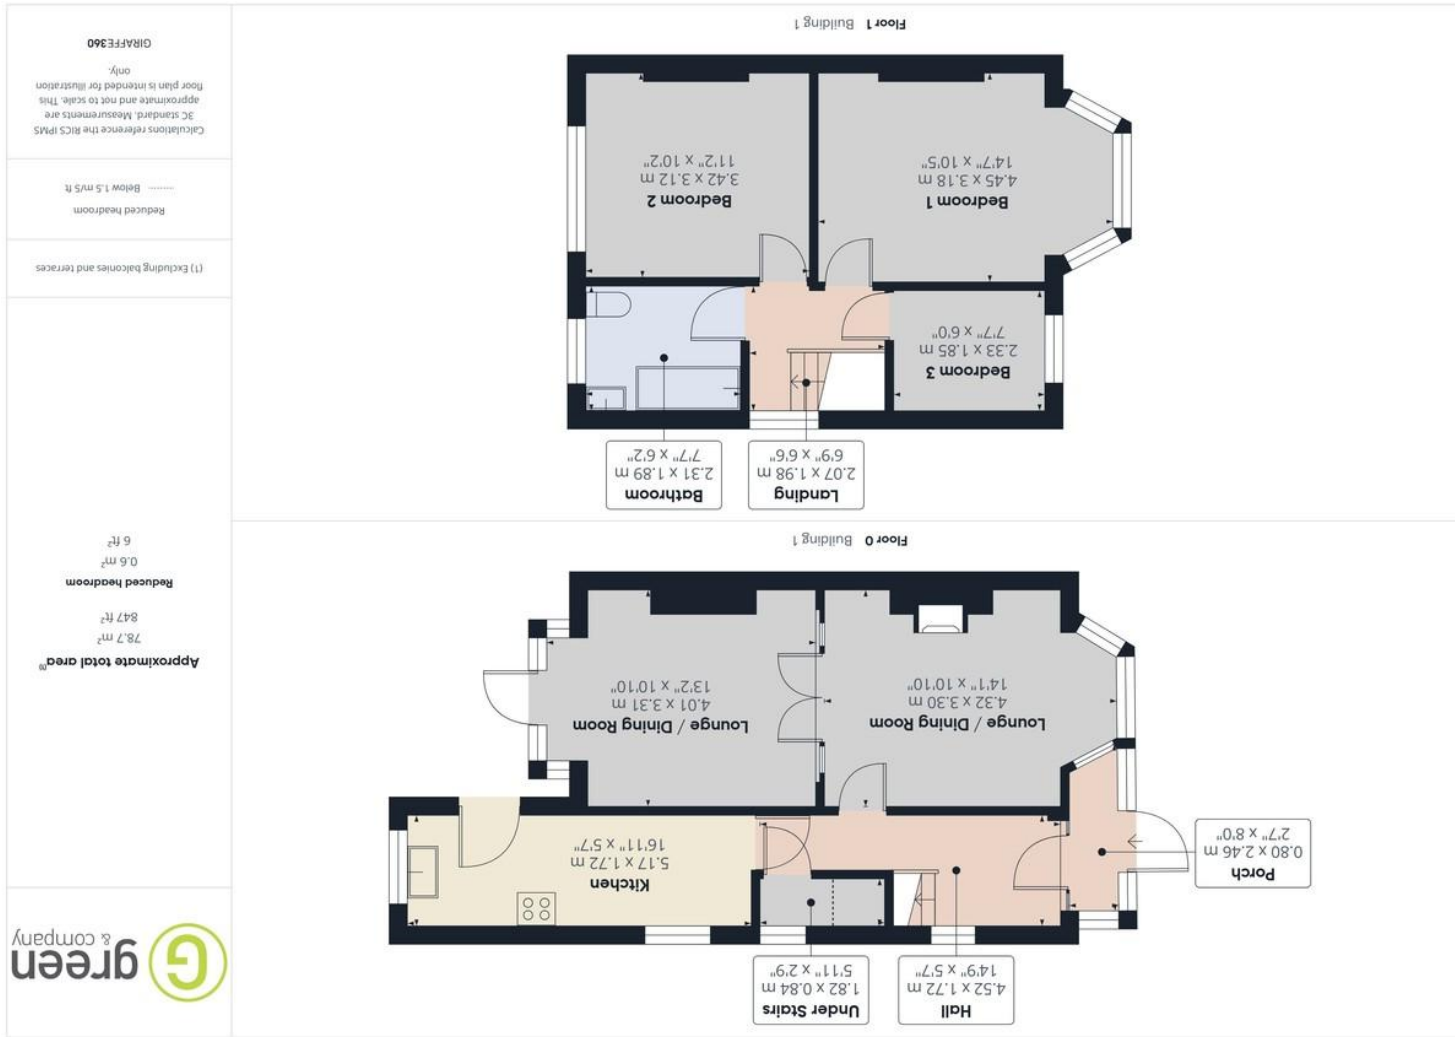 Hall
4.52 x 1.72 m
14'9" x 5'7"
Under Stairs
1.82 x 0.84 m
5'11" x 2'9"
Porch
0.80 x 2.46 m
2'7" x 8'0"
Kitchen
5.17 x 1.72 m
16'11" x 5'7"
Lounge / Dining Room
4.32 x 3.30 m
14'1" x 10'10"
Lounge / Dining Room
4.01 x 3.31 m
13'2" x 10'10"
Floor 0 Building 1
Landing
2.07 x 1.98 m
6'9" x 6'6"
Bathroom
2.31 x 1.89 m
7'7" x 6'2"
Bedroom 3
2.33 x 1.85 m
7'7" x 6'0"
Bedroom 1
4.45 x 3.18 m
14'7" x 10'5"
Bedroom 2
3.42 x 3.12 m
11'2" x 10'2"
Floor 1 Building 1
G green
& company
Approximate total area(1)
78.7 m²
847 ft²
Reduced headroom
0.6 m²
6 ft²
(1) Excluding balconies and terraces
Reduced headroom
Below 1.5 m/5 ft
Calculations reference the RICS IPMS
3C standard. Measurements are
approximate and not to scale. This
floor plan is intended for illustration
only.
GIRAFFE360